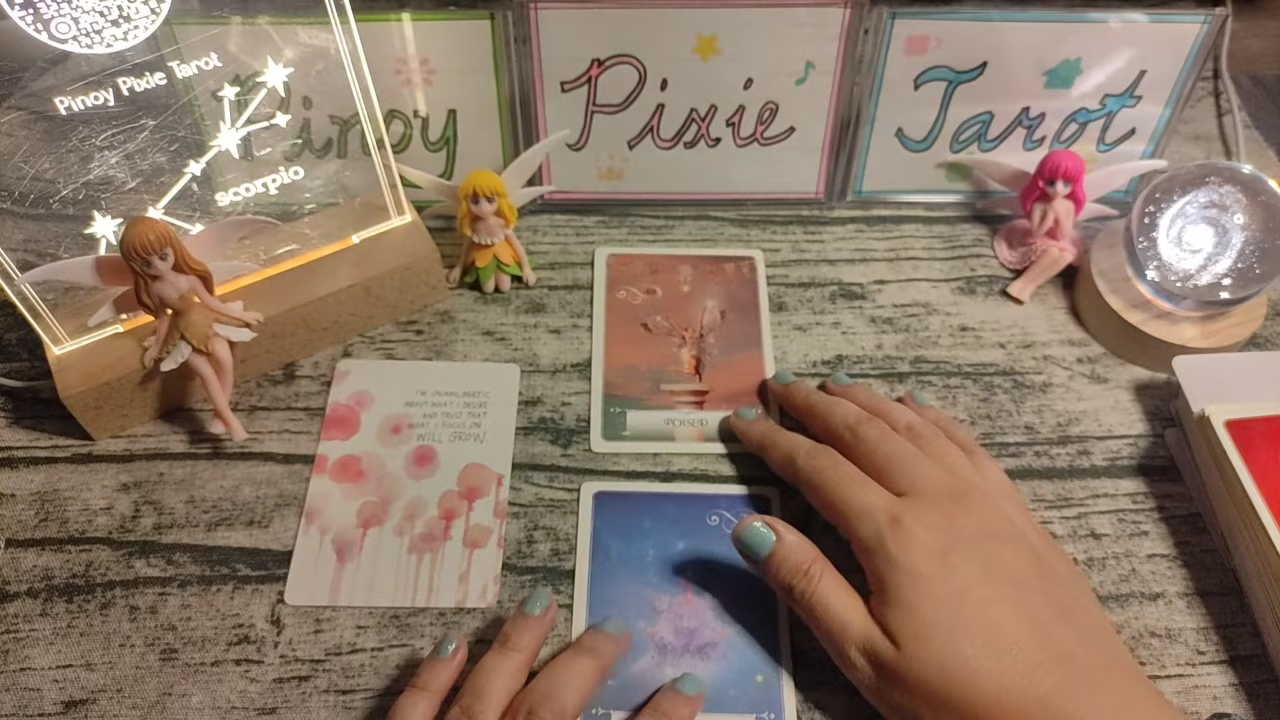 Pinoy Pixie Tarot
scorpio
Pinoy
Pixie
Tarot
I'M UNAPOLOGETIC
ABOUT WHAT I DESIRE
AND TRUST THAT
WHAT I FOCUS ON
WILL GROW.
POISED